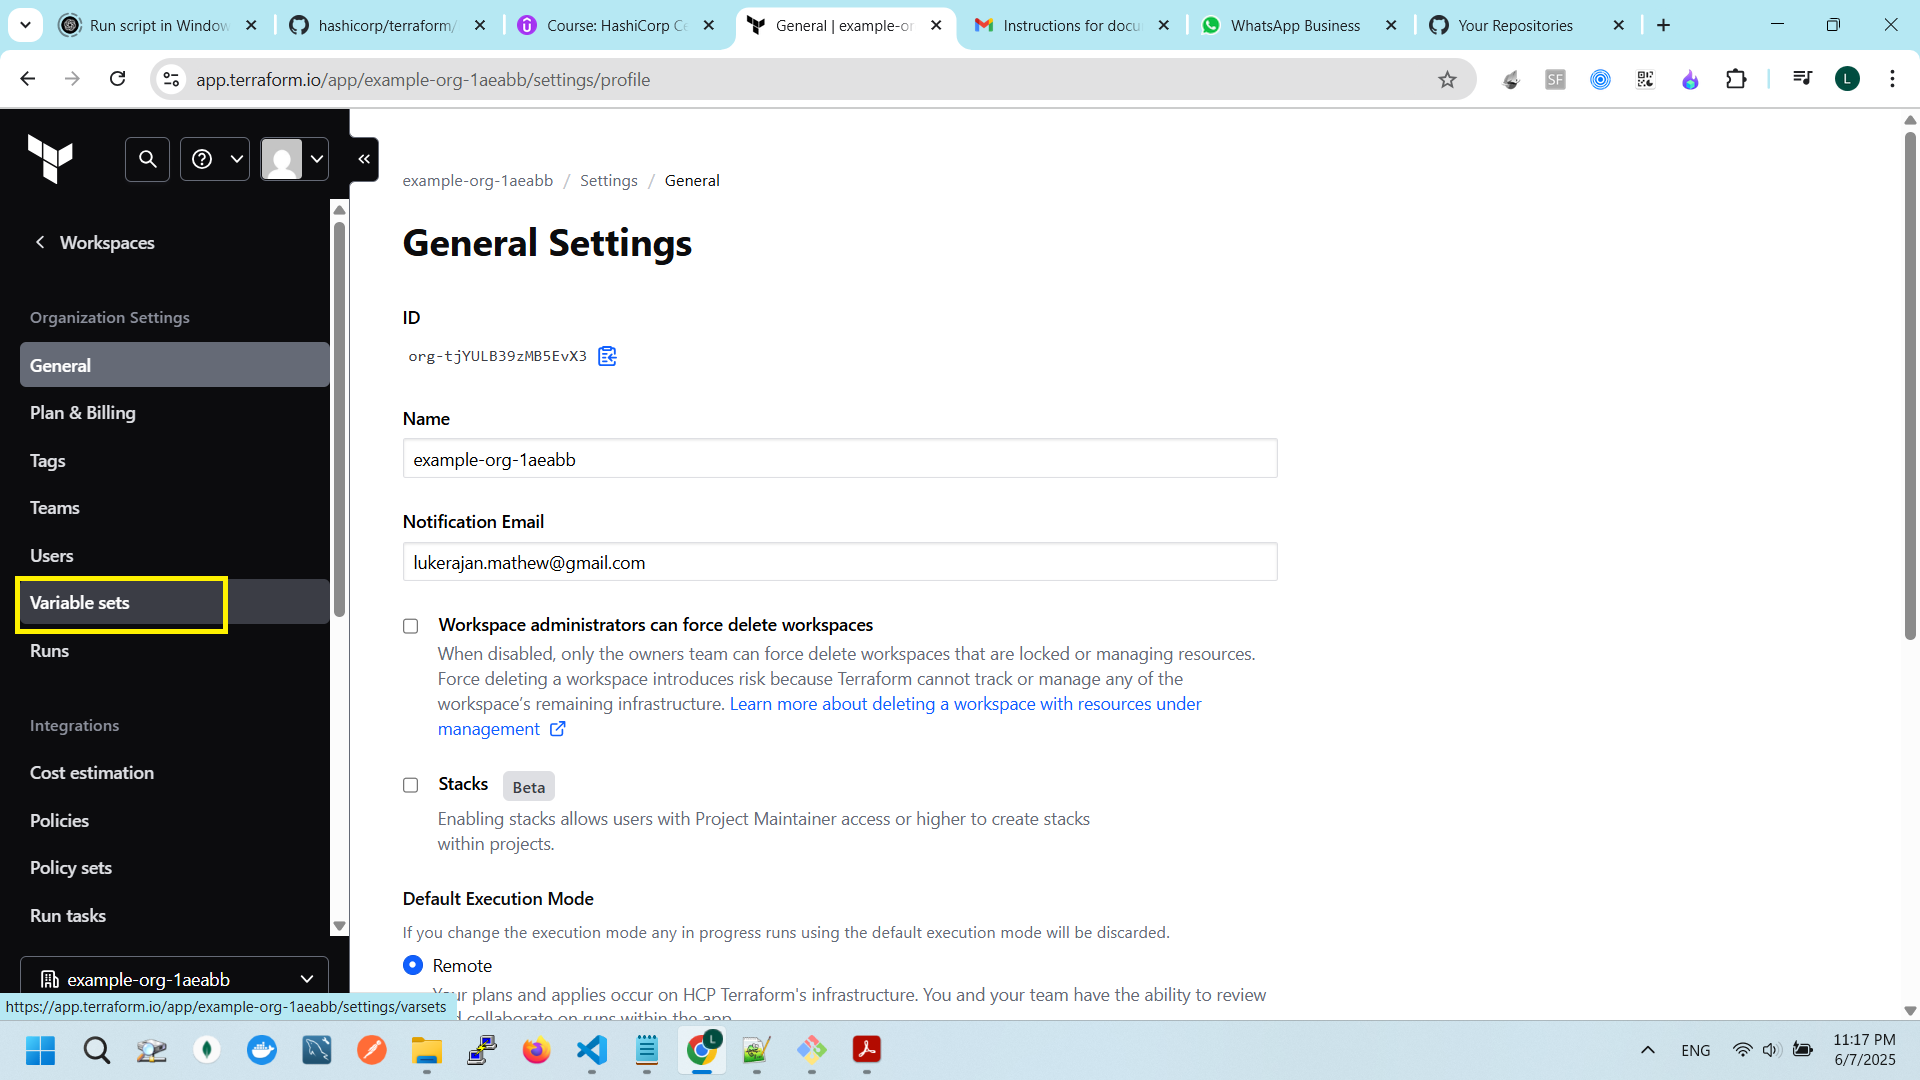 Run script in Window
hashicorp/terraform/
Course: HashiCorp Ce
General | example-or
Instructions for docu
WhatsApp Business
Your Repositories
app.terraform.io/app/example-org-1aeabb/settings/profile
SF
L
Workspaces
Organization Settings
General
Plan & Billing
Tags
Teams
Users
Variable sets
Runs
Integrations
Cost estimation
Policies
Policy sets
Run tasks
example-org-1aeabb
https://app.terraform.io/app/example-org-1aeabb/settings/varsets
example-org-1aeabb / Settings / General
General Settings
ID
org-tjYULB39zMB5EvX3
Name
example-org-1aeabb
Notification Email
lukerajan.mathew@gmail.com
Workspace administrators can force delete workspaces
When disabled, only the owners team can force delete workspaces that are locked or managing resources.
Force deleting a workspace introduces risk because Terraform cannot track or manage any of the
workspace's remaining infrastructure. Learn more about deleting a workspace with resources under
management
Stacks Beta
Enabling stacks allows users with Project Maintainer access or higher to create stacks
within projects.
Default Execution Mode
If you change the execution mode any in progress runs using the default execution mode will be discarded.
Remote
Your plans and applies occur on HCP Terraform's infrastructure. You and your team have the ability to review
collaborate on runs within the app.
L
ENG
11:17 PM
6/7/2025